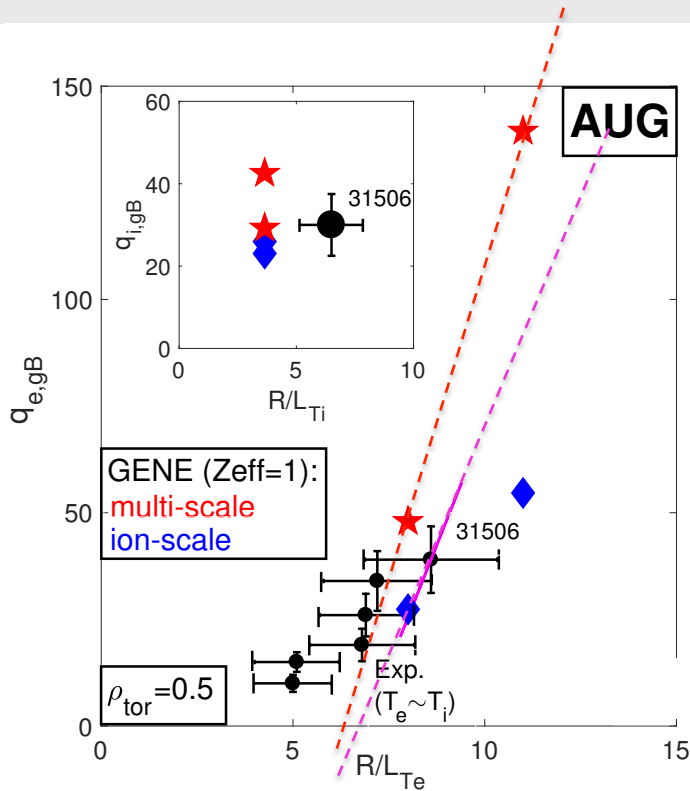 AUG
150
100
50
0
0
5
10
15
q_{e,gB}
R/L_{Te}
60
40
20
0
0
5
10
q_{i,gB}
R/L_{Ti}
31506
GENE (Zeff=1):
multi-scale
ion-scale
31506
Exp.
(T_e~T_i)
ρ_{tor}=0.5